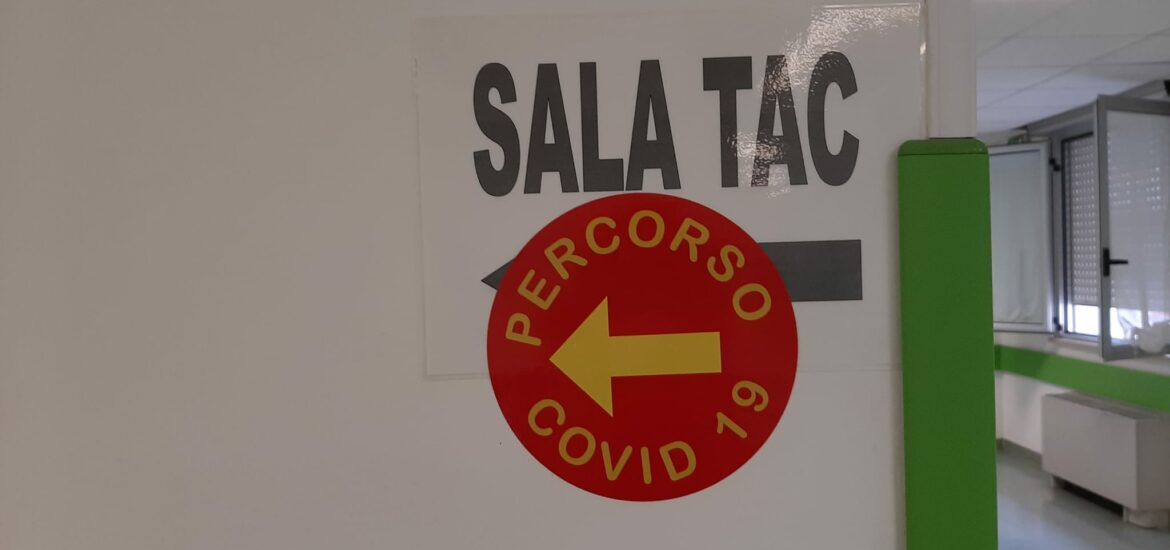 SALA TAC
PERCORSO
COVID 19